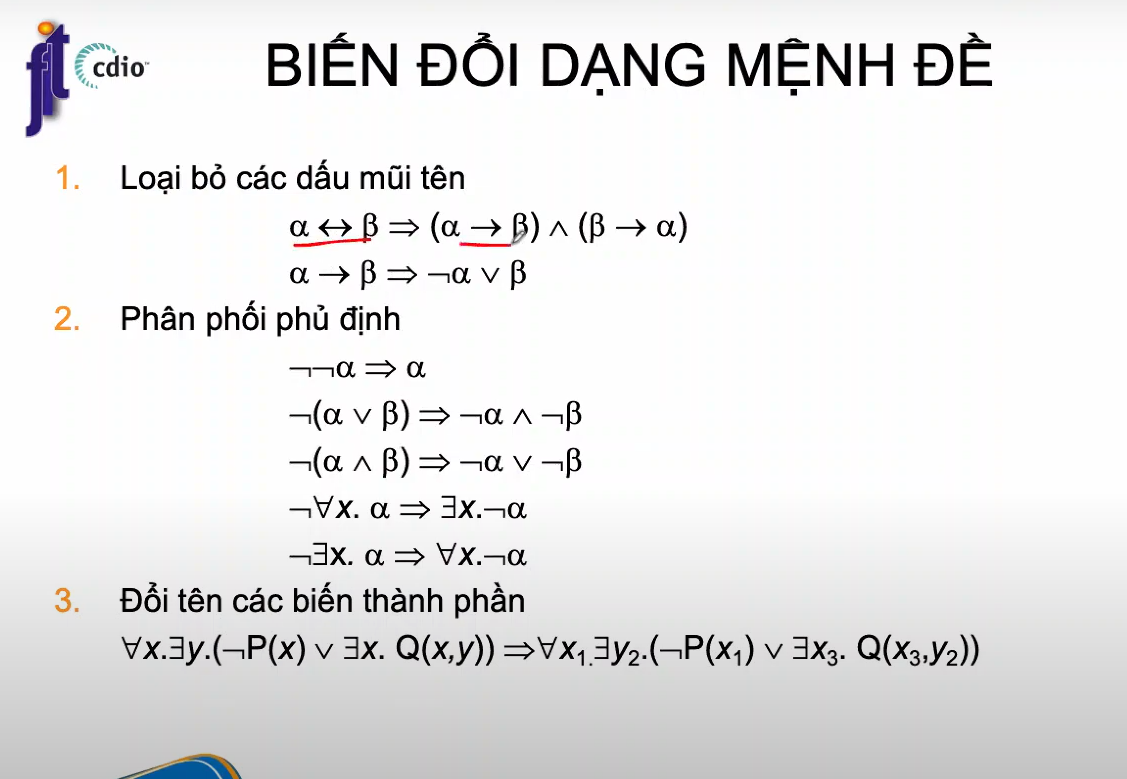 fit cdio™
BIẾN ĐỔI DẠNG MỆNH ĐỀ
1. Loại bỏ các dấu mũi tên
α ↔ β ⇒ (α → β) ∧ (β → α)
α → β ⇒ ¬α ∨ β
2. Phân phối phủ định
¬¬α ⇒ α
¬(α ∨ β) ⇒ ¬α ∧ ¬β
¬(α ∧ β) ⇒ ¬α ∨ ¬β
¬∀x. α ⇒ ∃x.¬α
¬∃x. α ⇒ ∀x.¬α
3. Đổi tên các biến thành phần
∀x.∃y.(¬P(x) ∨ ∃x. Q(x,y)) ⇒∀x₁.∃y₂.(¬P(x₁) ∨ ∃x₃. Q(x₃,y₂))